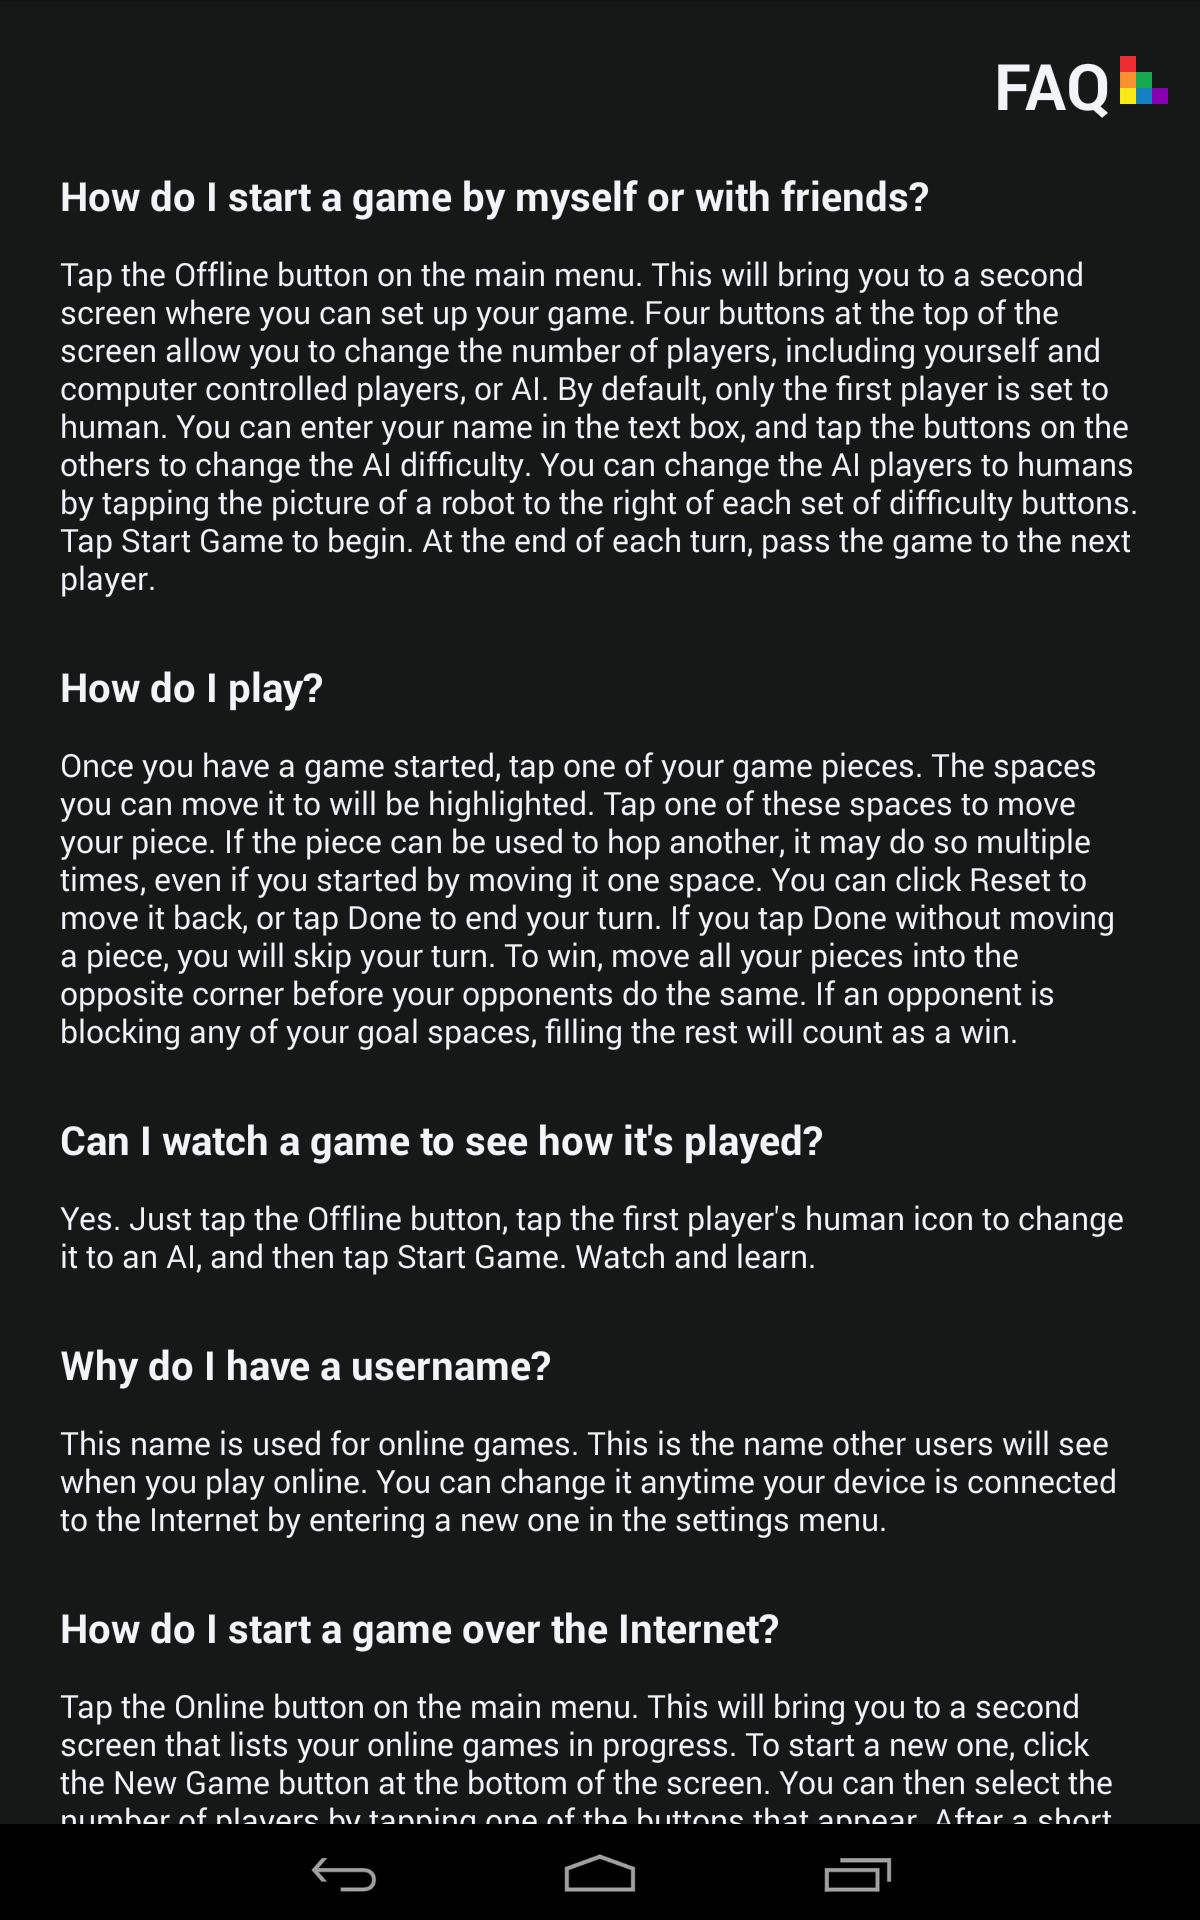 FAQ
How do I start a game by myself or with friends?
Tap the Offline button on the main menu. This will bring you to a second
screen where you can set up your game. Four buttons at the top of the
screen allow you to change the number of players, including yourself and
computer controlled players, or AI. By default, only the first player is set to
human. You can enter your name in the text box, and tap the buttons on the
others to change the AI difficulty. You can change the AI players to humans
by tapping the picture of a robot to the right of each set of difficulty buttons.
Tap Start Game to begin. At the end of each turn, pass the game to the next
player.
How do I play?
Once you have a game started, tap one of your game pieces. The spaces
you can move it to will be highlighted. Tap one of these spaces to move
your piece. If the piece can be used to hop another, it may do so multiple
times, even if you started by moving it one space. You can click Reset to
move it back, or tap Done to end your turn. If you tap Done without moving
a piece, you will skip your turn. To win, move all your pieces into the
opposite corner before your opponents do the same. If an opponent is
blocking any of your goal spaces, filling the rest will count as a win.
Can I watch a game to see how it's played?
Yes. Just tap the Offline button, tap the first player's human icon to change
it to an AI, and then tap Start Game. Watch and learn.
Why do I have a username?
This name is used for online games. This is the name other users will see
when you play online. You can change it anytime your device is connected
to the Internet by entering a new one in the settings menu.
How do I start a game over the Internet?
Tap the Online button on the main menu. This will bring you to a second
screen that lists your online games in progress. To start a new one, click
the New Game button at the bottom of the screen. You can then select the
number of players by tapping one of the buttons that appear. After a short